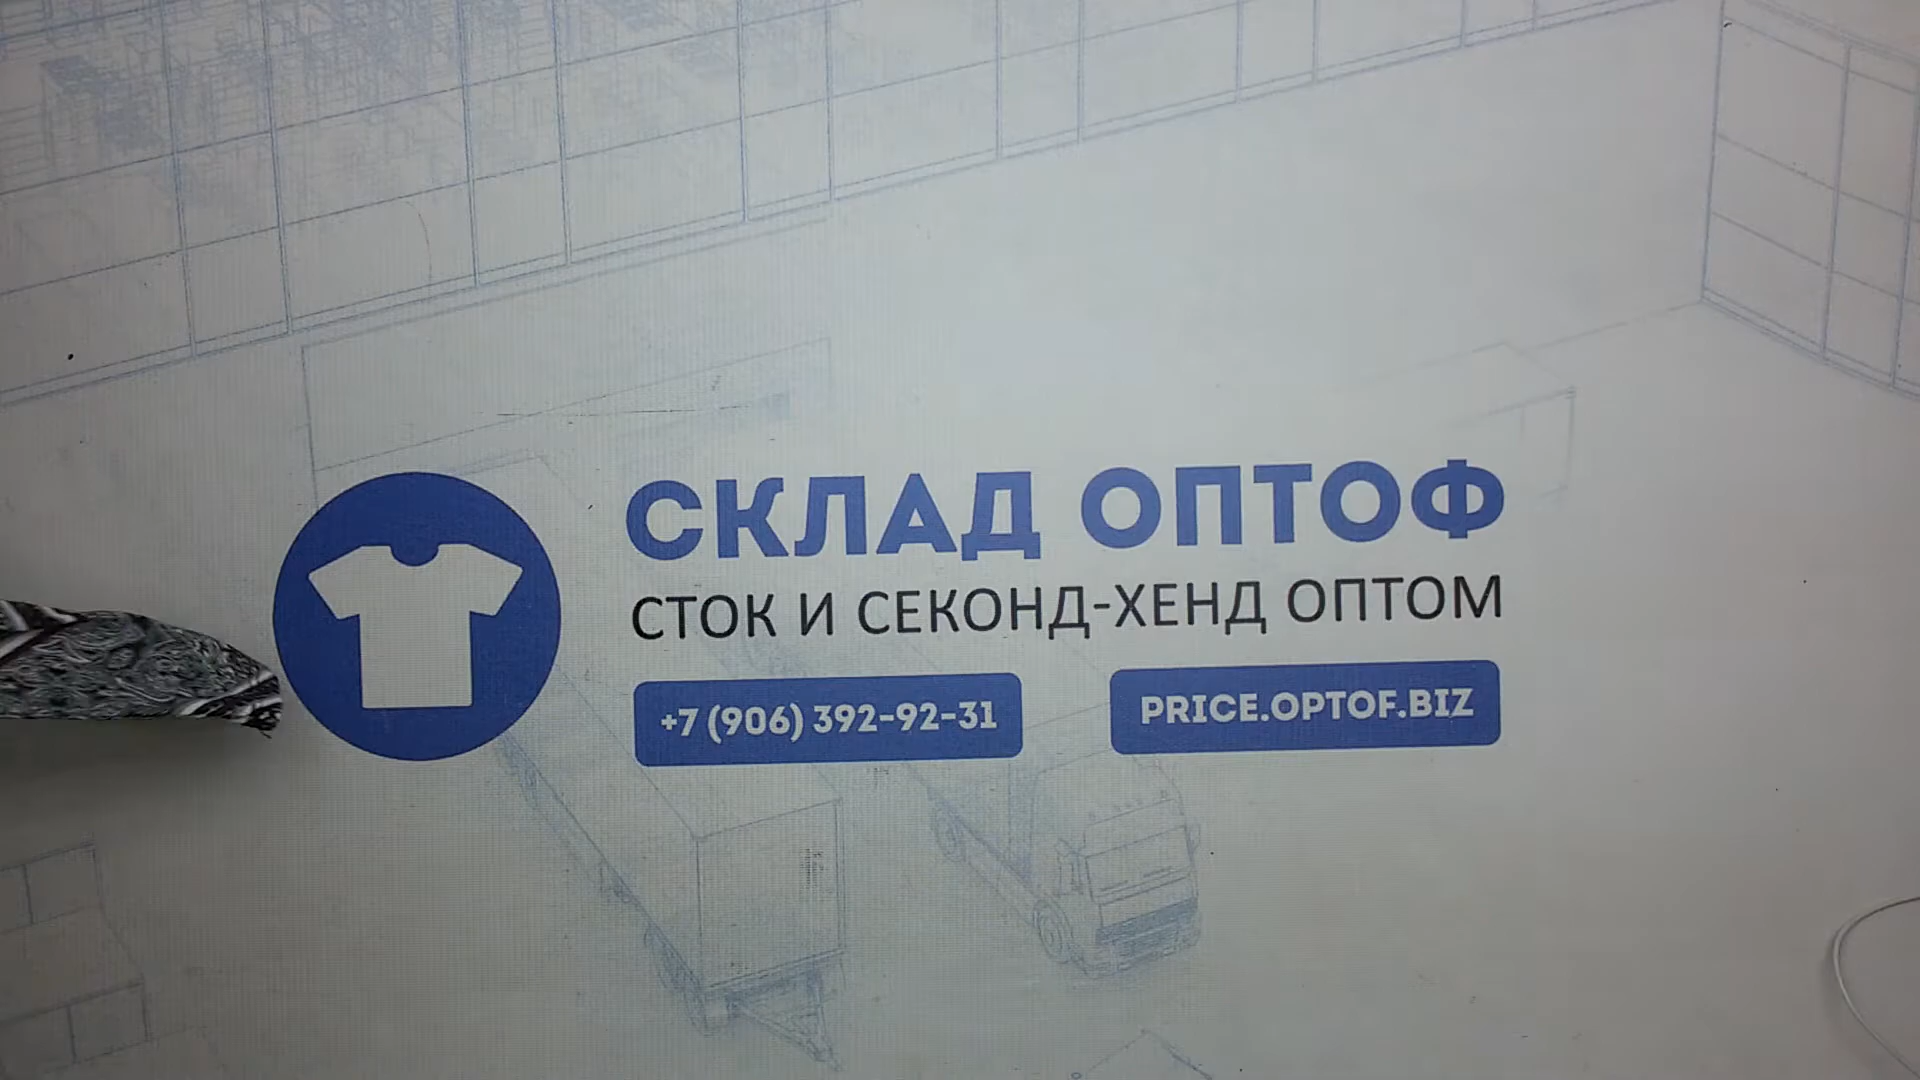 СКЛАД ОПТОФ
СТОК И СЕКОНД-ХЕНД ОПТОМ
+7 (906) 392-92-31
PRICE.OPTOF.BIZ